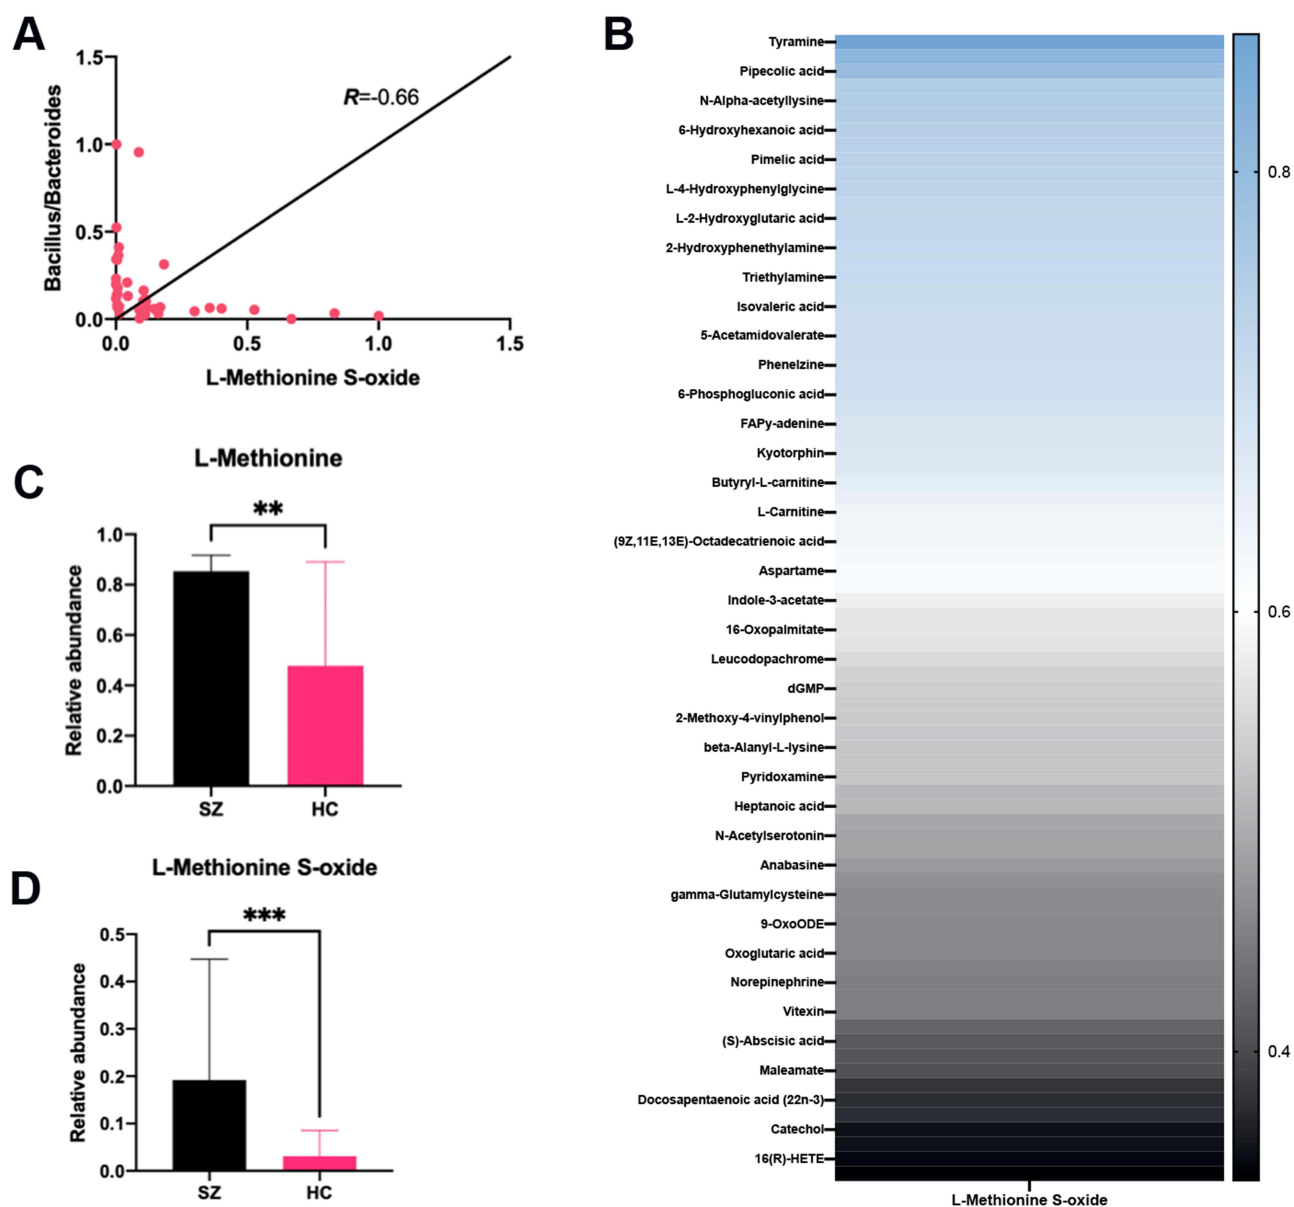 A
1.5
1.0
0.5
0.0
Bacillus/Bacteroides
R=-0.66
0.0
0.5
1.0
1.5
L-Methionine S-oxide
B
Tyramine
Pipecolic acid
N-Alpha-acetyllysine
6-Hydroxyhexanoic acid
Pimelic acid
L-4-Hydroxyphenylglycine
L-2-Hydroxyglutaric acid
2-Hydroxyphenethylamine
Triethylamine
Isovaleric acid
5-Acetamidovalerate
Phenelzine
6-Phosphogluconic acid
FAPy-adenine
Kyotorphin
Butyryl-L-carnitine
L-Carnitine
(9Z,11E,13E)-Octadecatrienoic acid
Aspartame
Indole-3-acetate
16-Oxopalmitate
Leucodopachrome
dGMP
2-Methoxy-4-vinylphenol
beta-Alanyl-L-lysine
Pyridoxamine
Heptanoic acid
N-Acetylserotonin
Anabasine
gamma-Glutamylcysteine
9-OxoODE
Oxoglutaric acid
Norepinephrine
Vitexin
(S)-Abscisic acid
Maleamate
Docosapentaenoic acid (22n-3)
Catechol
16(R)-HETE
L-Methionine S-oxide
0.8
0.6
0.4
C
L-Methionine
**
1.0
0.8
0.6
0.4
0.2
0.0
Relative abundance
SZ
HC
D
L-Methionine S-oxide
***
0.5
0.4
0.3
0.2
0.1
0.0
Relative abundance
SZ
HC